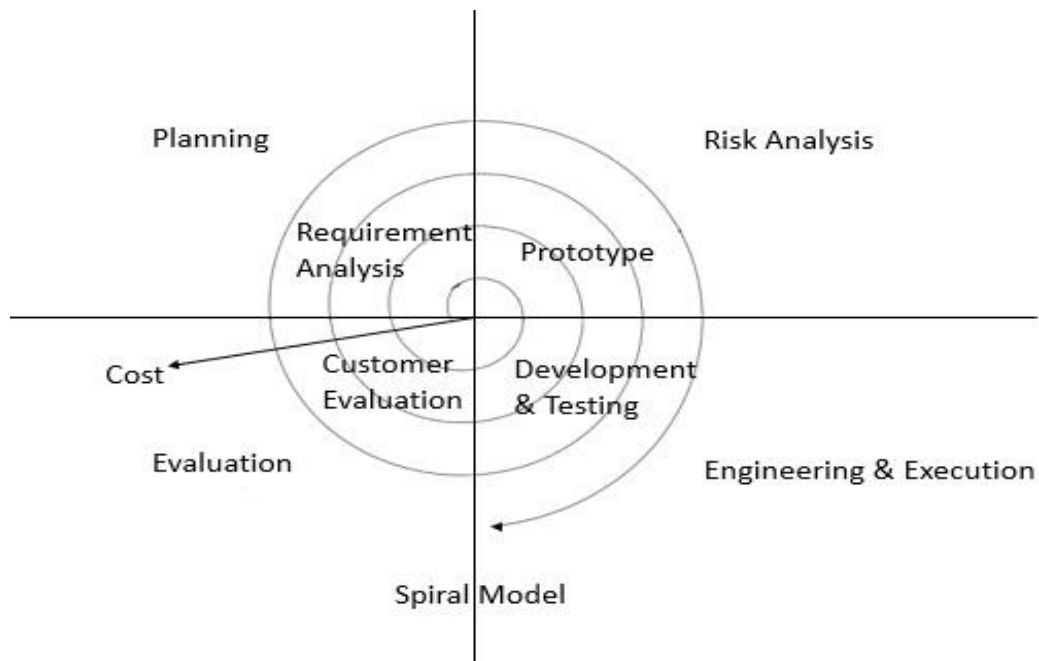 Planning
Risk Analysis
Requirement
Analysis
Prototype
Cost
Customer
Evaluation
Development
& Testing
Evaluation
Engineering & Execution
Spiral Model